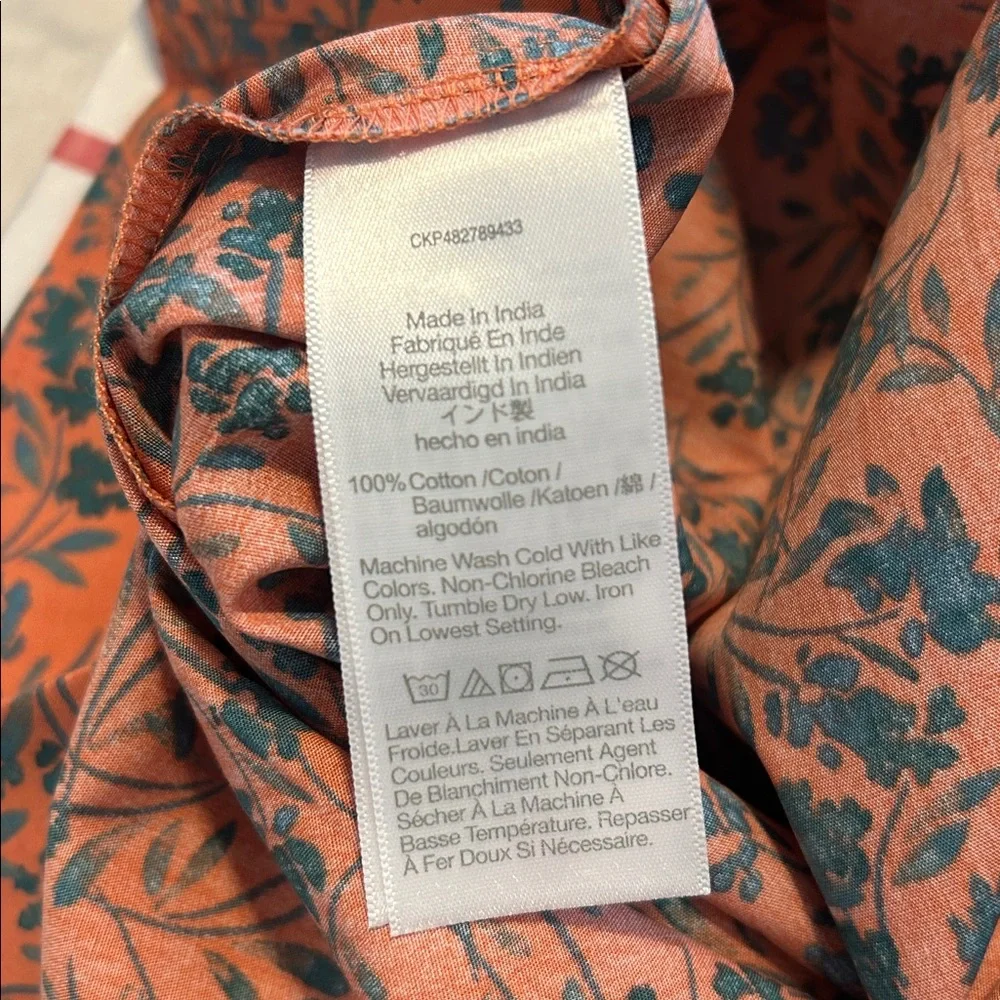 CKP482789433
Made In India
Fabriqué En Inde
Hergestellt In Indien
Vervaardigd In India
インド製
hecho en india
100% Cotton /Coton /
Baumwolle /Katoen /綿 /
algodón
Machine Wash Cold With Like
Colors. Non-Chlorine Bleach
Only. Tumble Dry Low. Iron
On Lowest Setting.
30
Laver À La Machine À L'eau
Froide.Laver En Séparant Les
Couleurs. Seulement Agent
De Blanchiment Non-Chlore.
Sécher À La Machine À
Basse Température. Repasser
À Fer Doux Si Nécessaire.